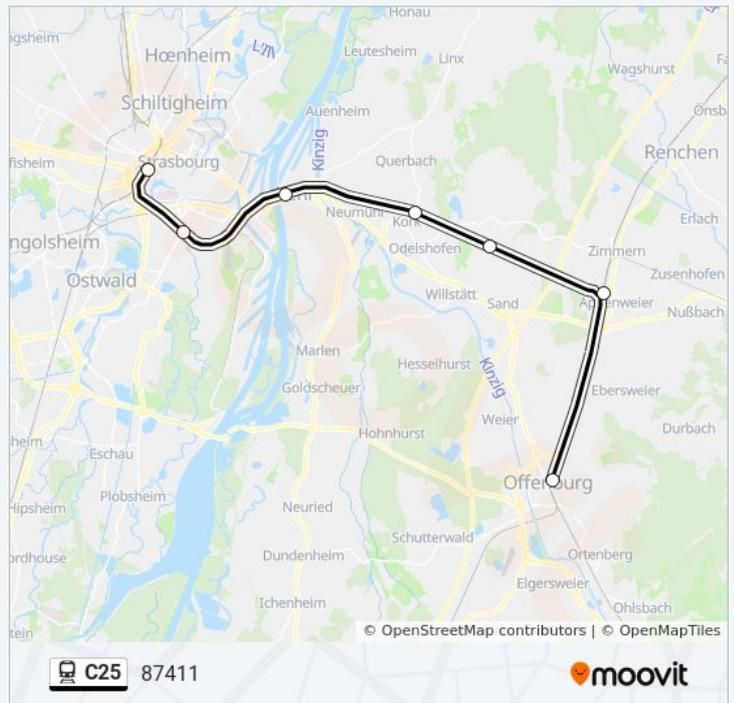 Honau
Hœnheim
L'Ill
Leutesheim
Linx
Wagshurst
Schiltigheim
Auenheim
Kinzig
Strasbourg
Querbach
Renchen
Neumühl
Kork
Erlach
Odelshofen
Zimmern
Ostwald
Zusenhofen
Willstätt
Sand
Appenweier
Nußbach
Marlen
Hesselhurst
Kinzig
Goldscheuer
Ebersweier
Weier
Durbach
Hohnhurst
Eschau
Offenburg
Plobsheim
Neuried
Schutterwald
Dundenheim
Ortenberg
Elgersweier
Ichenheim
Ohlsbach
© OpenStreetMap contributors | © OpenMapTiles
C25 87411
moovit